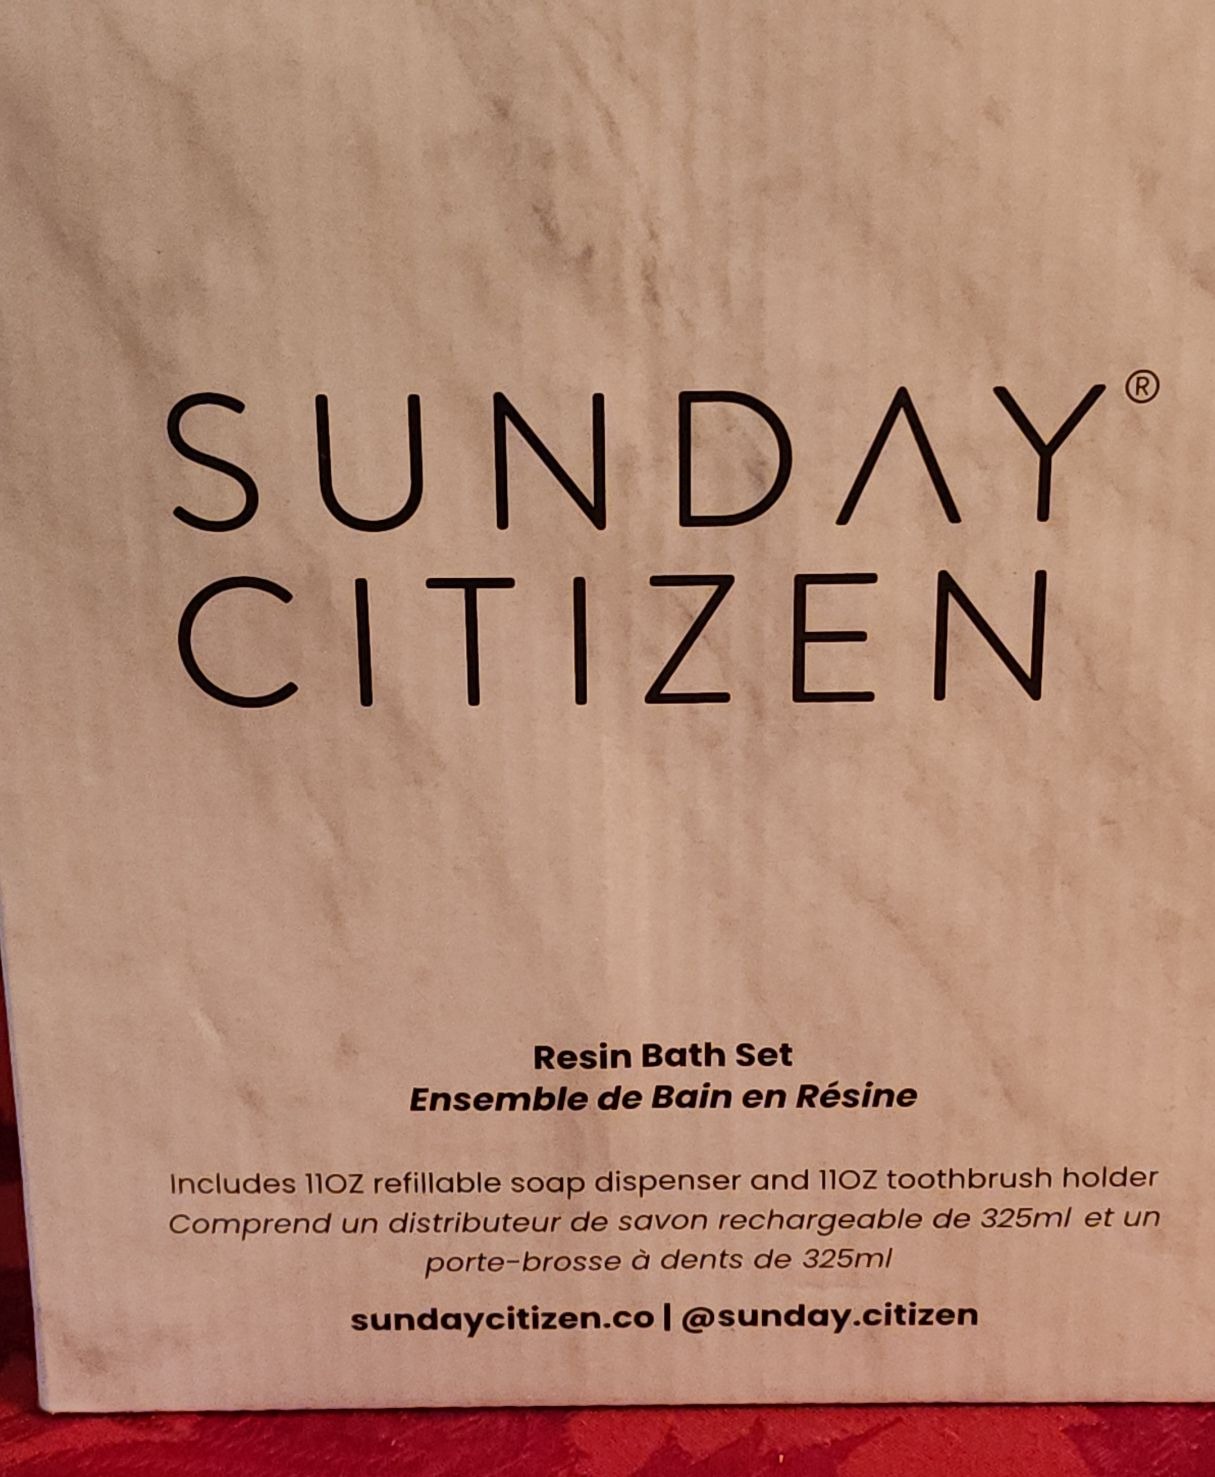 SUNDAY®
CITIZEN
Resin Bath Set
Ensemble de Bain en Résine
Includes 11OZ refillable soap dispenser and 11OZ toothbrush holder
Comprend un distributeur de savon rechargeable de 325ml et un
porte-brosse à dents de 325ml
sundaycitizen.co | @sunday.citizen